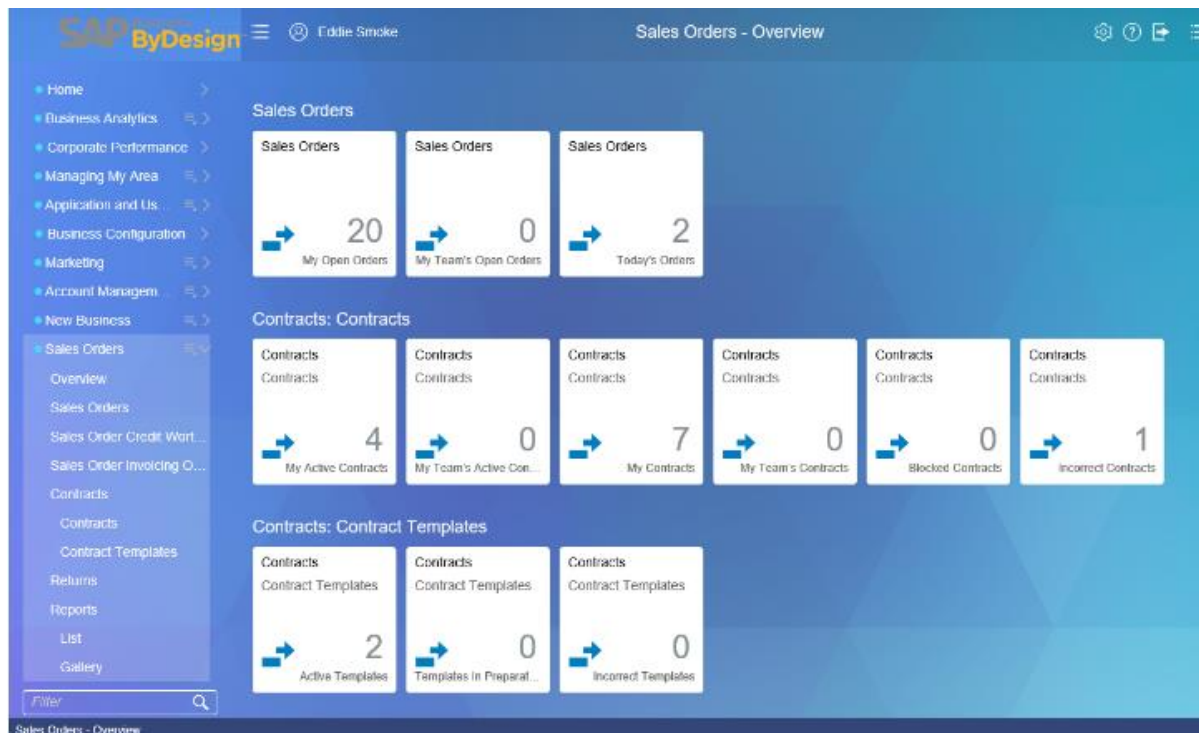 SAP ByDesign
Eddie Smoke
Sales Orders - Overview
Home
Business Analytics
Corporate Performance
Managing My Area
Application and Us...
Business Configuration
Marketing
Account Managem...
New Business
Sales Orders
Overview
Sales Orders
Sales Order Credit Wort...
Sales Order Invoicing O...
Contracts
Contracts
Contract Templates
Returns
Reports
List
Gallery
Filter
Sales Orders
Sales Orders
20
My Open Orders
Sales Orders
0
My Team's Open Orders
Sales Orders
2
Today's Orders
Contracts: Contracts
Contracts
Contracts
4
My Active Contracts
Contracts
Contracts
0
My Team's Active Con...
Contracts
Contracts
7
My Contracts
Contracts
Contracts
0
My Team's Contracts
Contracts
Contracts
0
Blocked Contracts
Contracts
Contracts
1
Incorrect Contracts
Contracts: Contract Templates
Contracts
Contract Templates
2
Active Templates
Contracts
Contract Templates
0
Templates In Preparat...
Contracts
Contract Templates
0
Incorrect Templates
Sales Orders - Overview